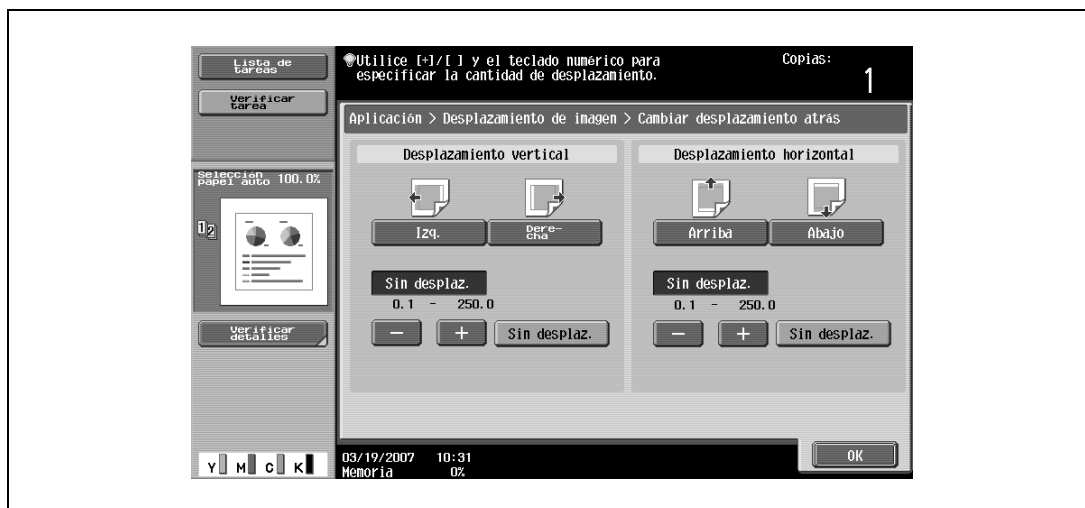 Lista de
tareas
Verificar
tarea
Selección
papel auto 100.0%
12
Verificar
detalles
Y M C K
Utilice [+]/[ ] y el teclado numérico para
especificar la cantidad de desplazamiento.
Copias:
1
Aplicación > Desplazamiento de imagen > Cambiar desplazamiento atrás
Desplazamiento vertical
Izq.
Dere-
cha
Sin desplaz.
0.1 - 250.0
- + Sin desplaz.
Desplazamiento horizontal
Arriba
Abajo
Sin desplaz.
0.1 - 250.0
- + Sin desplaz.
03/19/2007 10:31
Memoria 0%
OK